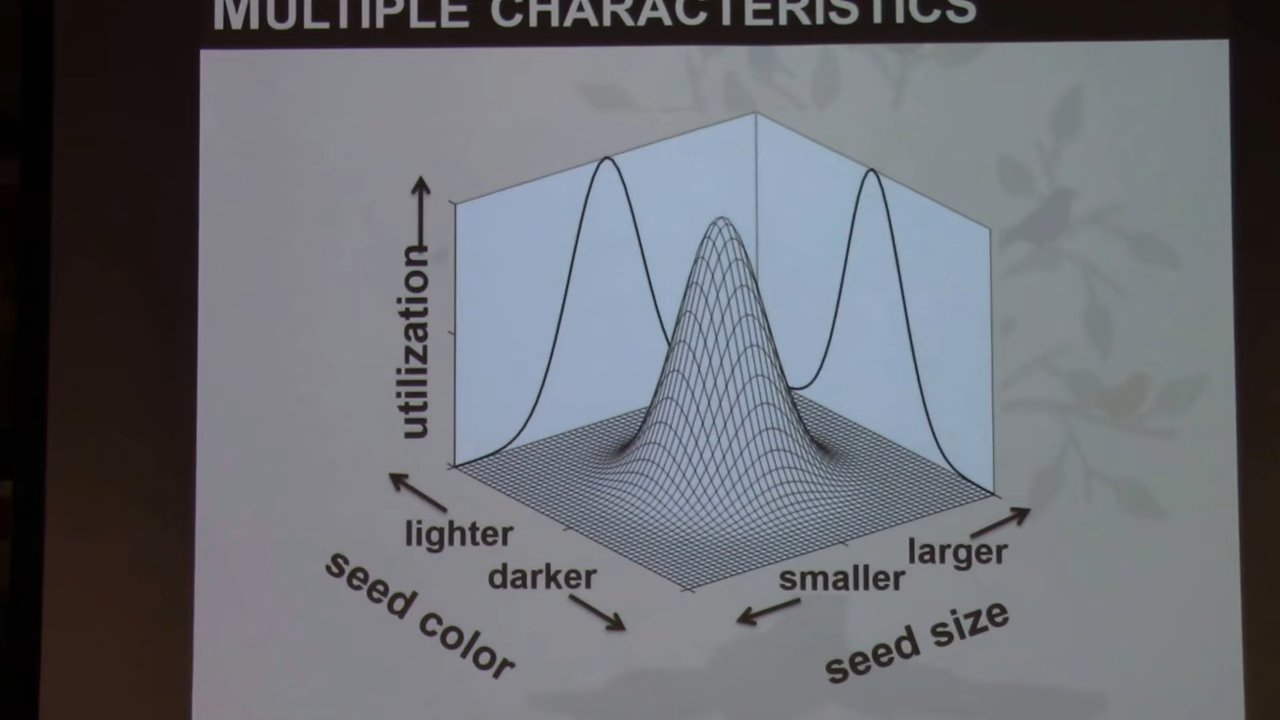 MULTIPLE CHARACTERISTICS
utilization
lighter
darker
seed color
smaller
larger
seed size